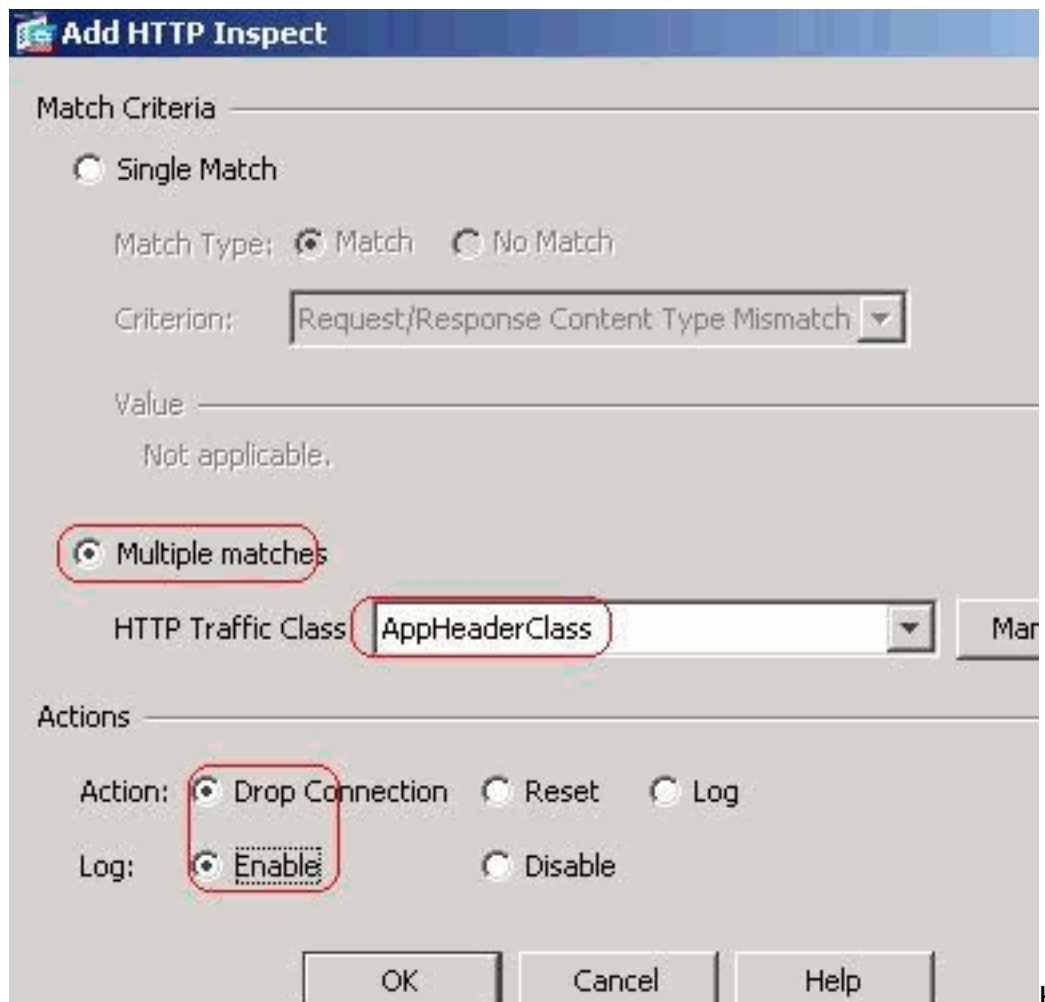 Add HTTP Inspect
Match Criteria
Single Match
Match Type: Match No Match
Criterion: Request/Response Content Type Mismatch
Value
Not applicable.
Multiple matches
HTTP Traffic Class AppHeaderClass
Actions
Action: Drop Connection Reset Log
Log: Enable Disable
OK Cancel Help